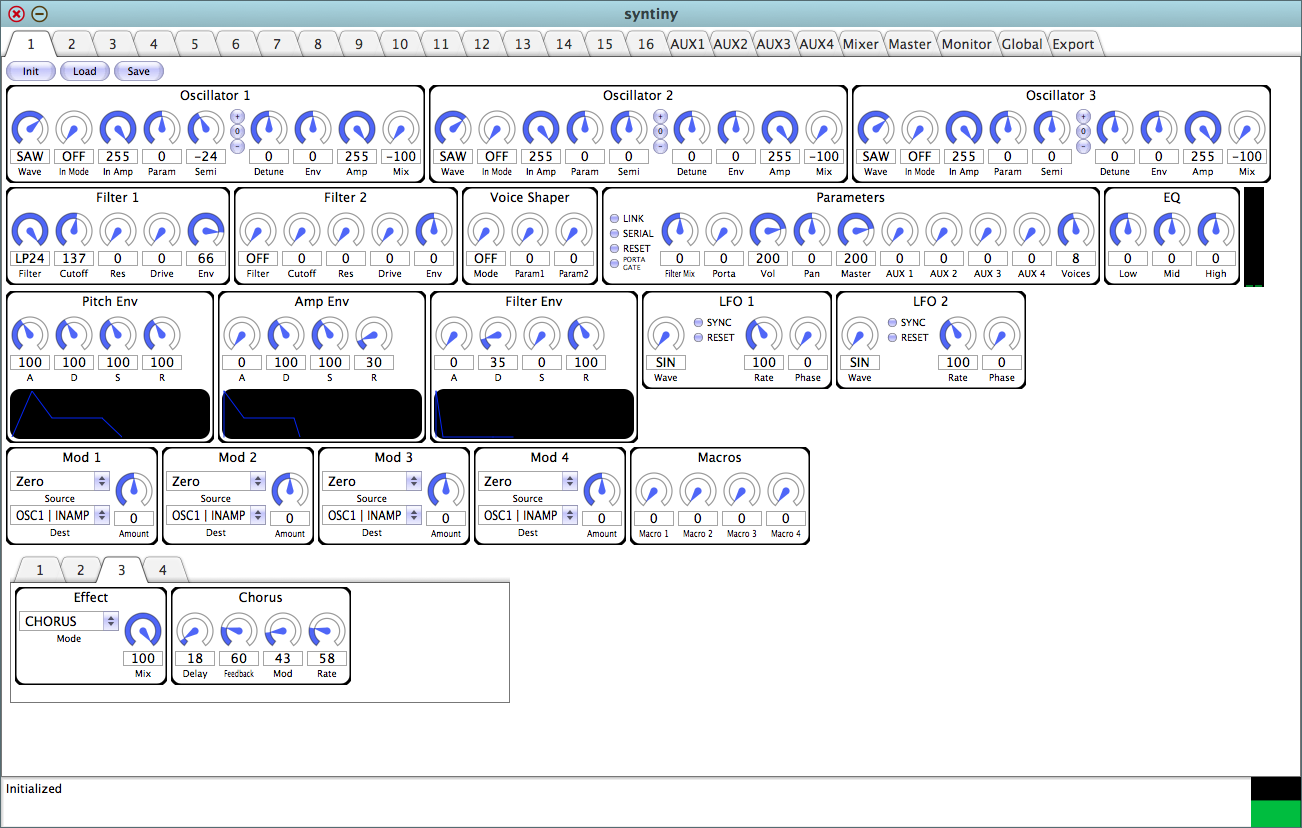 syntiny
1 2 3 4 5 6 7 8 9 10 11 12 13 14 15 16 AUX1 AUX2 AUX3 AUX4 Mixer Master Monitor Global Export
Init Load Save
Oscillator 1 Oscillator 2 Oscillator 3
+ + +
0 0 0
- - -
SAW OFF 255 0 -24 0 0 255 -100 SAW OFF 255 0 0 0 0 255 -100 SAW OFF 255 0 0 0 0 255 -100
Wave In Mode In Amp Param Semi Detune Env Amp Mix Wave In Mode In Amp Param Semi Detune Env Amp Mix Wave In Mode In Amp Param Semi Detune Env Amp Mix
Filter 1 Filter 2 Voice Shaper Parameters EQ
LINK
SERIAL
RESET
PORTA
GATE
LP24 137 0 0 66 OFF 0 0 0 0 OFF 0 0 0 0 200 0 200 0 0 0 0 8 0 0 0
Filter Cutoff Res Drive Env Filter Cutoff Res Drive Env Mode Param1 Param2 Filter Mix Porta Vol Pan Master AUX 1 AUX 2 AUX 3 AUX 4 Voices Low Mid High
Pitch Env Amp Env Filter Env LFO 1 LFO 2
SYNC SYNC
RESET RESET
100 100 100 100 0 100 100 30 0 35 0 100 SIN 100 0 SIN 100 0
A D S R A D S R A D S R Wave Rate Phase Wave Rate Phase
Mod 1 Mod 2 Mod 3 Mod 4 Macros
Zero Zero Zero Zero
Source Source Source Source
OSC1 | INAMP 0 OSC1 | INAMP 0 OSC1 | INAMP 0 OSC1 | INAMP 0 0 0 0 0
Dest Amount Dest Amount Dest Amount Dest Amount Macro 1 Macro 2 Macro 3 Macro 4
1 2 3 4
Effect Chorus
CHORUS
Mode
100 18 60 43 58
Mix Delay Feedback Mod Rate
Initialized